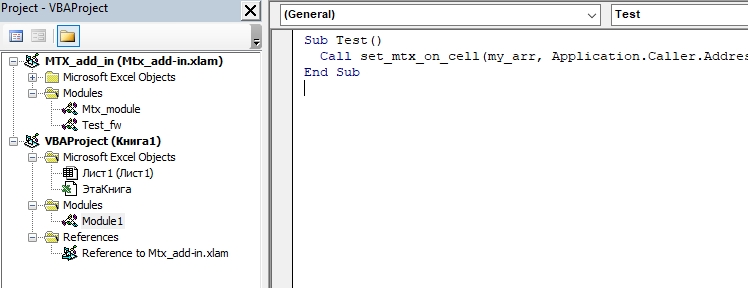 Project - VBAProject
MTX_add_in (Mtx_add-in.xlam)
Microsoft Excel Objects
Modules
Mtx_module
Test_fw
VBAProject (Книга1)
Microsoft Excel Objects
Лист1 (Лист1)
ЭтаКнига
Modules
Module1
References
Reference to Mtx_add-in.xlam
(General)
Test
Sub Test()
Call set_mtx_on_cell(my_arr, Application.Caller.Addres
End Sub